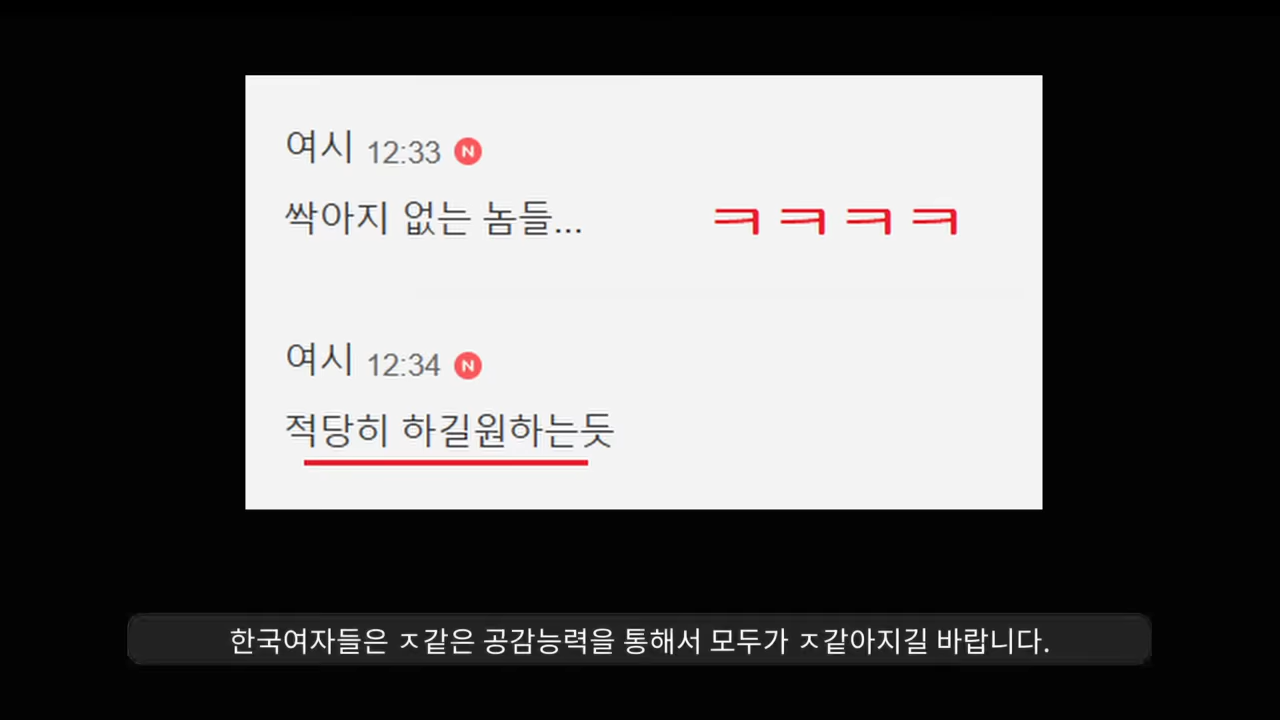 여시 12:33 N
싹아지 없는 놈들... ㅋㅋㅋㅋ
여시 12:34 N
적당히 하길원하는듯
한국여자들은 ㅈ같은 공감능력을 통해서 모두가 ㅈ같아지길 바랍니다.